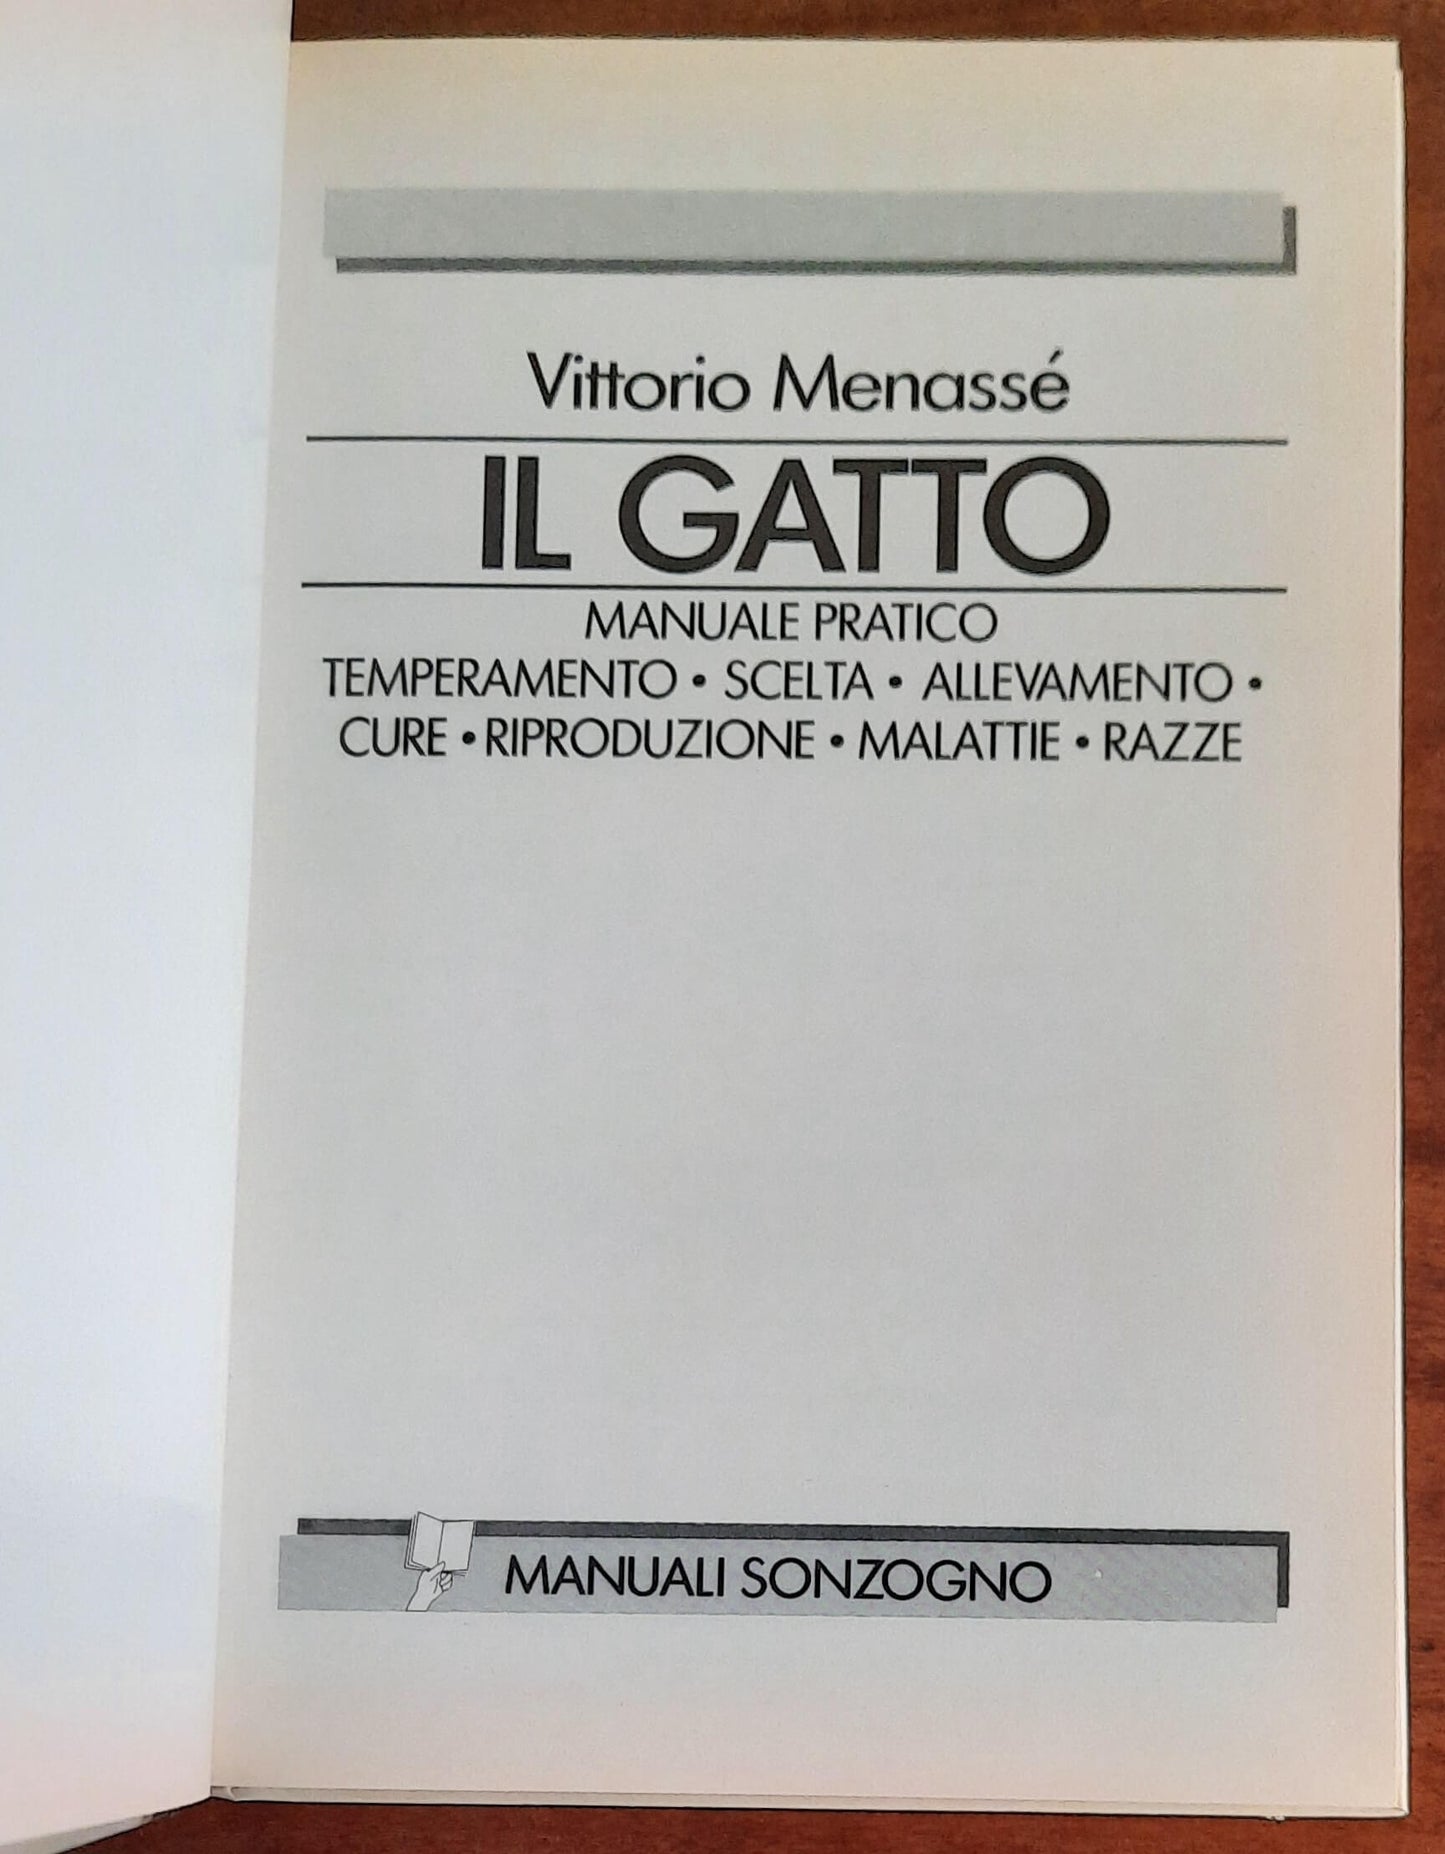 Vittorio Menassé
IL GATTO
MANUALE PRATICO
TEMPERAMENTO • SCELTA • ALLEVAMENTO •
CURE • RIPRODUZIONE • MALATTIE • RAZZE
MANUALI SONZOGNO